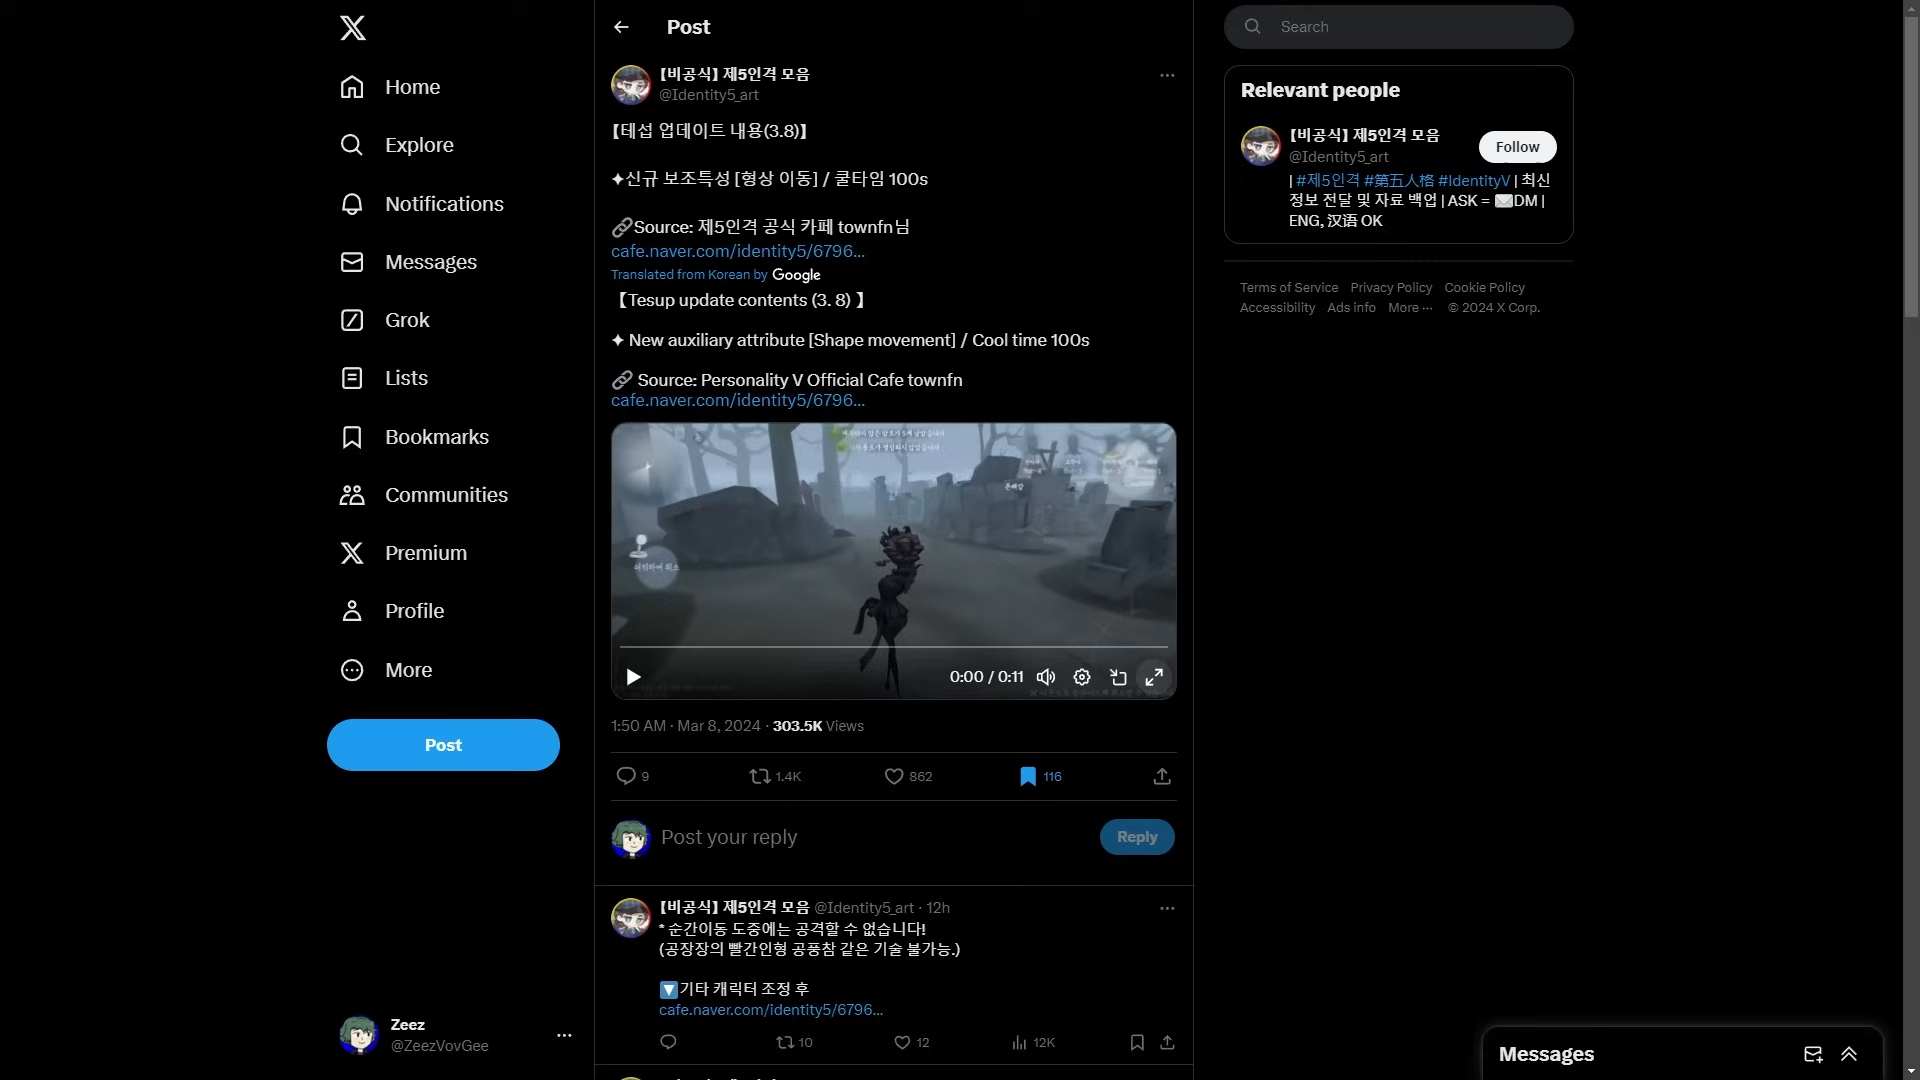 Home
Explore
Notifications
Messages
Grok
Lists
Bookmarks
Communities
Premium
Profile
More
Post
Zeez
@ZeezVovGee
Post
[비공식] 제5인격 모음
@Identity5_art
【테섭 업데이트 내용(3.8)】
✦신규 보조특성 [형상 이동] / 쿨타임 100s
🔗Source: 제5인격 공식 카페 townfn님
cafe.naver.com/identity5/6796…
Translated from Korean by Google
【Tesup update contents (3. 8) 】
✦ New auxiliary attribute [Shape movement] / Cool time 100s
🔗 Source: Personality V Official Cafe townfn
cafe.naver.com/identity5/6796…
0:00 / 0:11
1:50 AM · Mar 8, 2024 · 303.5K Views
9 1.4K 862 116
Post your reply
Reply
[비공식] 제5인격 모음 @Identity5_art · 12h
* 순간이동 도중에는 공격할 수 없습니다!
(공장장의 빨간인형 공풍참 같은 기술 불가능.)
🔽기타 캐릭터 조정 후
cafe.naver.com/identity5/6796…
10 12 12K
Search
Relevant people
[비공식] 제5인격 모음
@Identity5_art
Follow
| #제5인격 #第五人格 #IdentityV | 최신
정보 전달 및 자료 백업 | ASK = ✉️DM |
ENG, 汉语 OK
Terms of Service Privacy Policy Cookie Policy
Accessibility Ads info More ··· © 2024 X Corp.
Messages